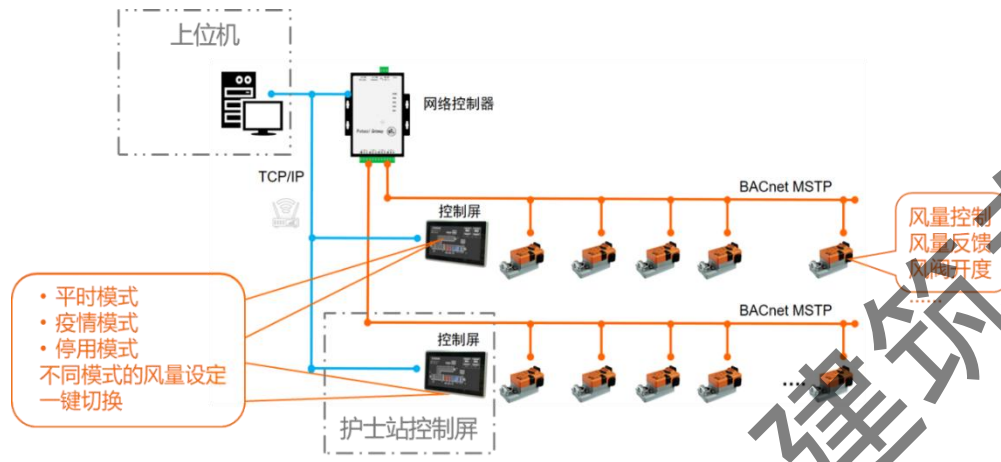 上位机
网络控制器
TCP/IP
BACnet MSTP
控制屏
风量控制
风量反馈
风阀开度
......
• 平时模式
• 疫情模式
• 停用模式
不同模式的风量设定
一键切换
BACnet MSTP
控制屏
....
护士站控制屏
建筑